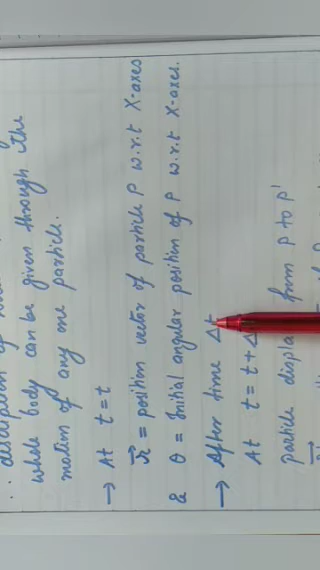 whole body can be given through the
motion of any one particle.
→ At t = t
r⃗ = position vector of particle P w.r.t X-axes
& θ = Initial angular position of P w.r.t X-axes.
→ After time Δt
At t = t + Δ
particle displa from P to P'